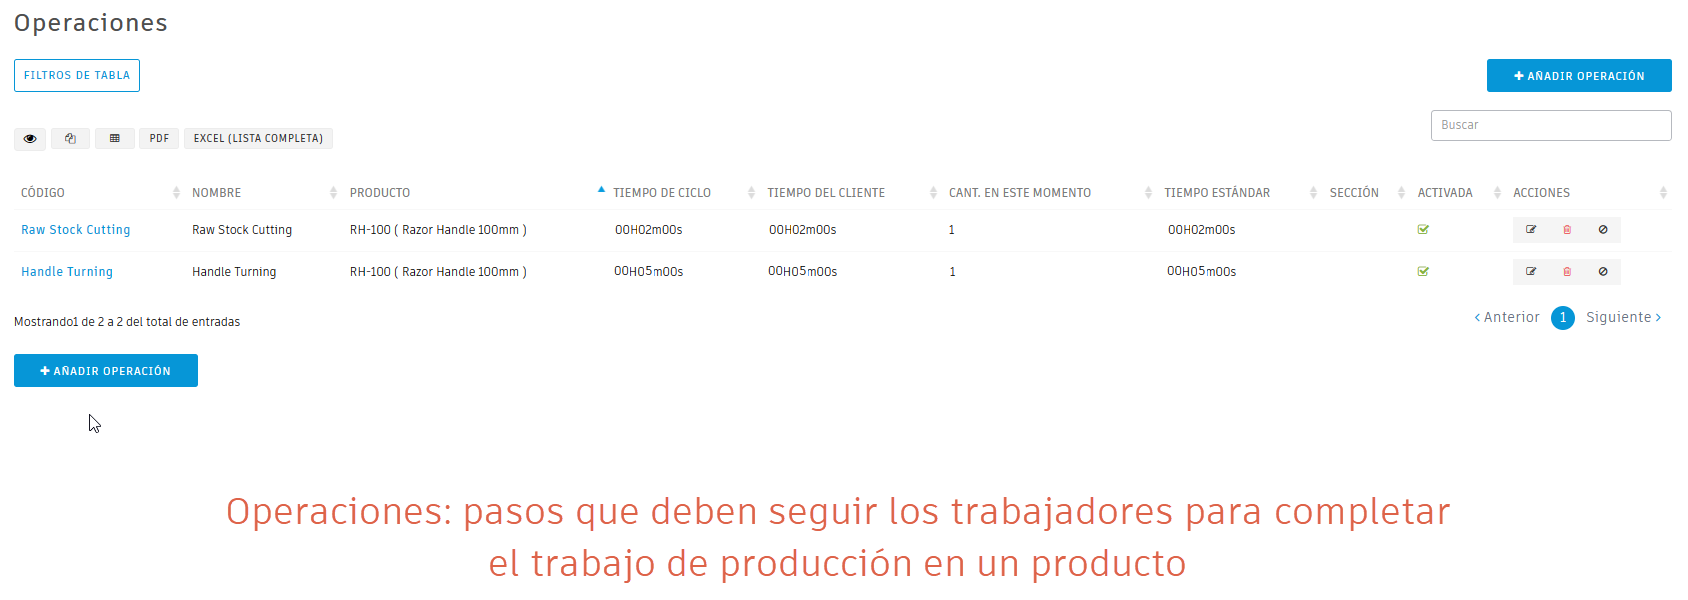 Operaciones
FILTROS DE TABLA
AÑADIR OPERACIÓN
Buscar
PDF EXCEL (LISTA COMPLETA)
CÓDIGO NOMBRE PRODUCTO TIEMPO DE CICLO TIEMPO DEL CLIENTE CANT. EN ESTE MOMENTO TIEMPO ESTÁNDAR SECCIÓN ACTIVADA ACCIONES
Raw Stock Cutting Raw Stock Cutting RH-100 ( Razor Handle 100mm ) 00H02m00s 00H02m00s 1 00H02m00s
Handle Turning Handle Turning RH-100 ( Razor Handle 100mm ) 00H05m00s 00H05m00s 1 00H05m00s
Mostrando1 de 2 a 2 del total de entradas
< Anterior 1 Siguiente >
AÑADIR OPERACIÓN
Operaciones: pasos que deben seguir los trabajadores para completar
el trabajo de producción en un producto